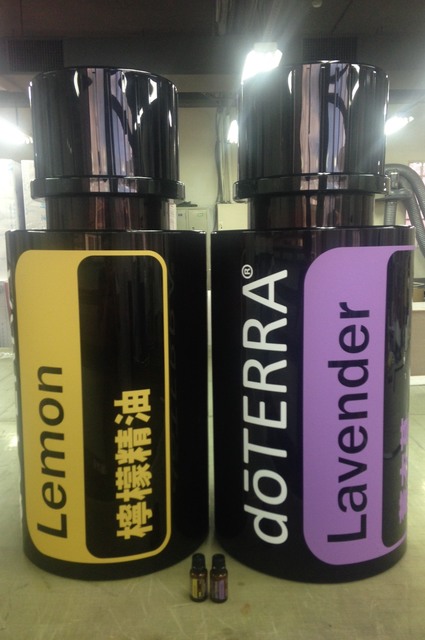 Lemon
檸檬精油
dōTERRA®
Lavender